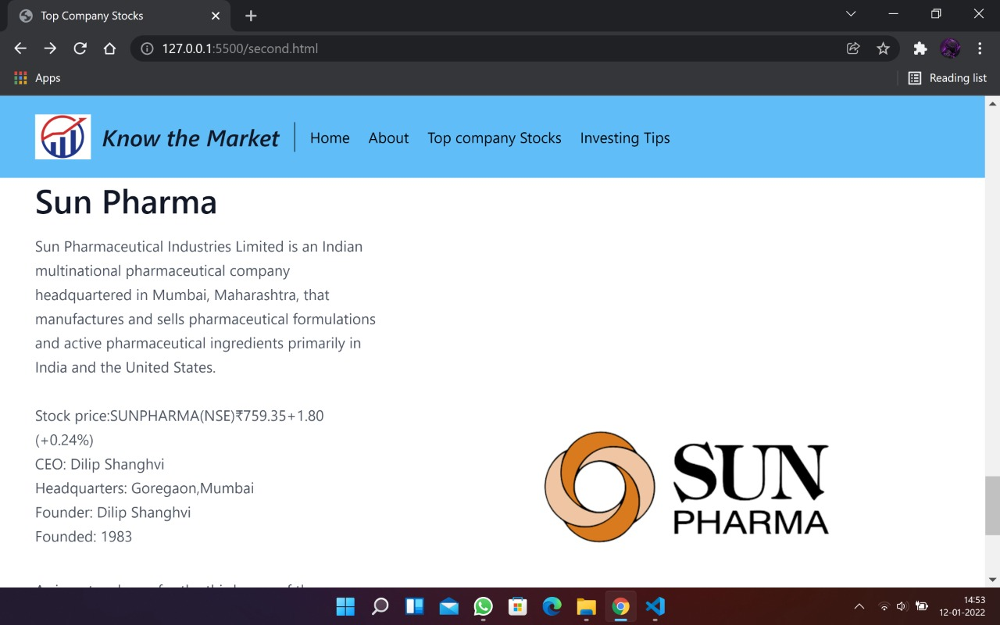 Top Company Stocks
127.0.0.1:5500/second.html
Apps
Reading list
Know the Market
Home
About
Top company Stocks
Investing Tips
Sun Pharma
Sun Pharmaceutical Industries Limited is an Indian
multinational pharmaceutical company
headquartered in Mumbai, Maharashtra, that
manufactures and sells pharmaceutical formulations
and active pharmaceutical ingredients primarily in
India and the United States.
Stock price:SUNPHARMA(NSE)₹759.35+1.80
(+0.24%)
CEO: Dilip Shanghvi
Headquarters: Goregaon,Mumbai
Founder: Dilip Shanghvi
Founded: 1983
SUN
PHARMA
14:53
12-01-2022